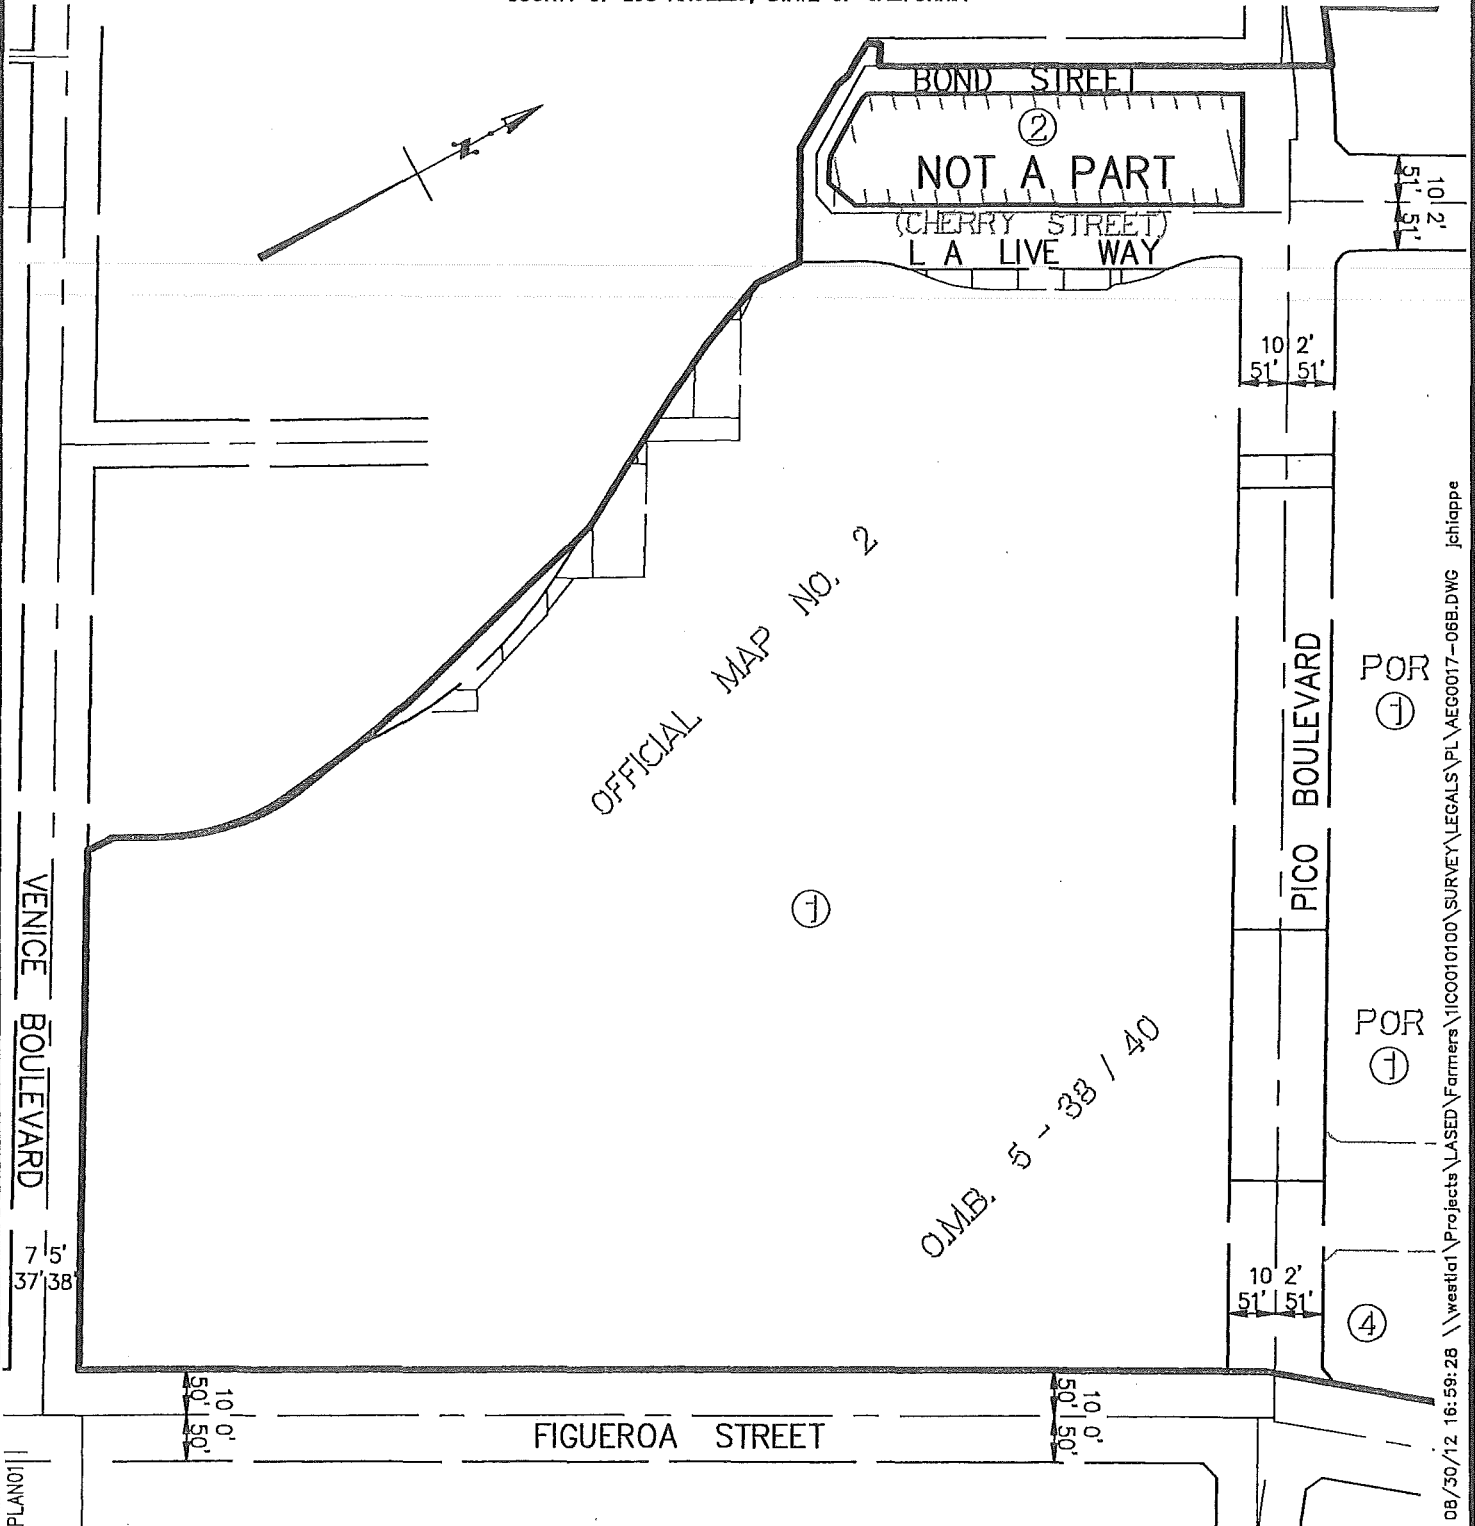 BOND STREET
2
NOT A PART
(CHERRY STREET)
L A LIVE WAY
N
10 2'
51' 51'
10 2'
51' 51'
OFFICIAL MAP NO. 2
PICO BOULEVARD
POR
1
1
POR
1
O.M.B. 5 - 38 / 40
VENICE BOULEVARD
7 5'
37' 38'
10 2'
51' 51'
4
10 0'
50' 50'
10 0'
50' 50'
FIGUEROA STREET
PLAN01
08/30/12 16:59:28 \\westla1\Projects\LASED\Farmers\1IC0010100\SURVEY\LEGALS\PL\AEG0017-06B.DWG jchiappe